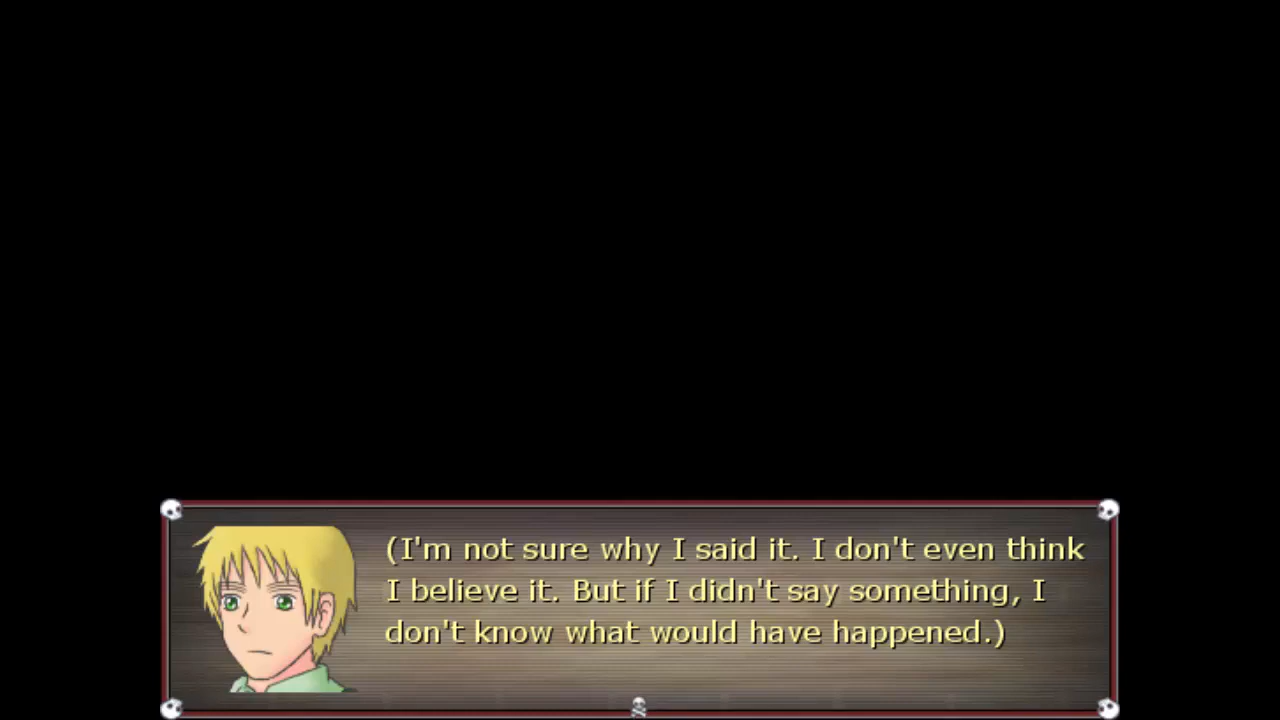 (I'm not sure why I said it. I don't even think
I believe it. But if I didn't say something, I
don't know what would have happened.)